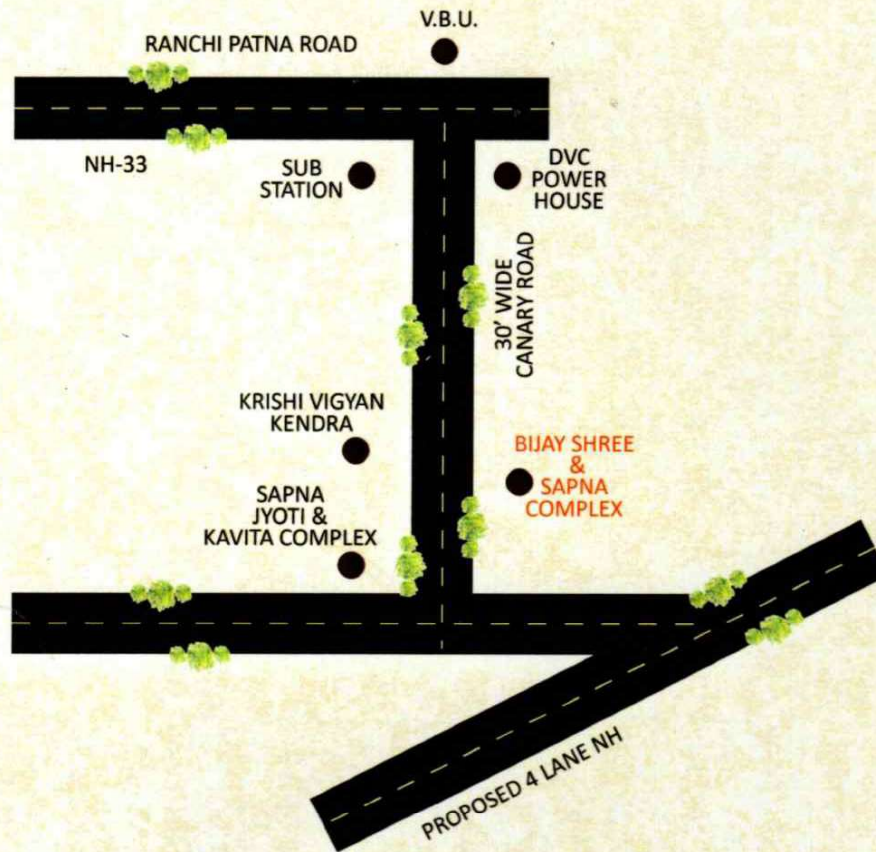 V.B.U.
RANCHI PATNA ROAD
NH-33
SUB
STATION
DVC
POWER
HOUSE
30' WIDE
CANARY ROAD
KRISHI VIGYAN
KENDRA
BIJAY SHREE
&
SAPNA
COMPLEX
SAPNA
JYOTI &
KAVITA COMPLEX
PROPOSED 4 LANE NH